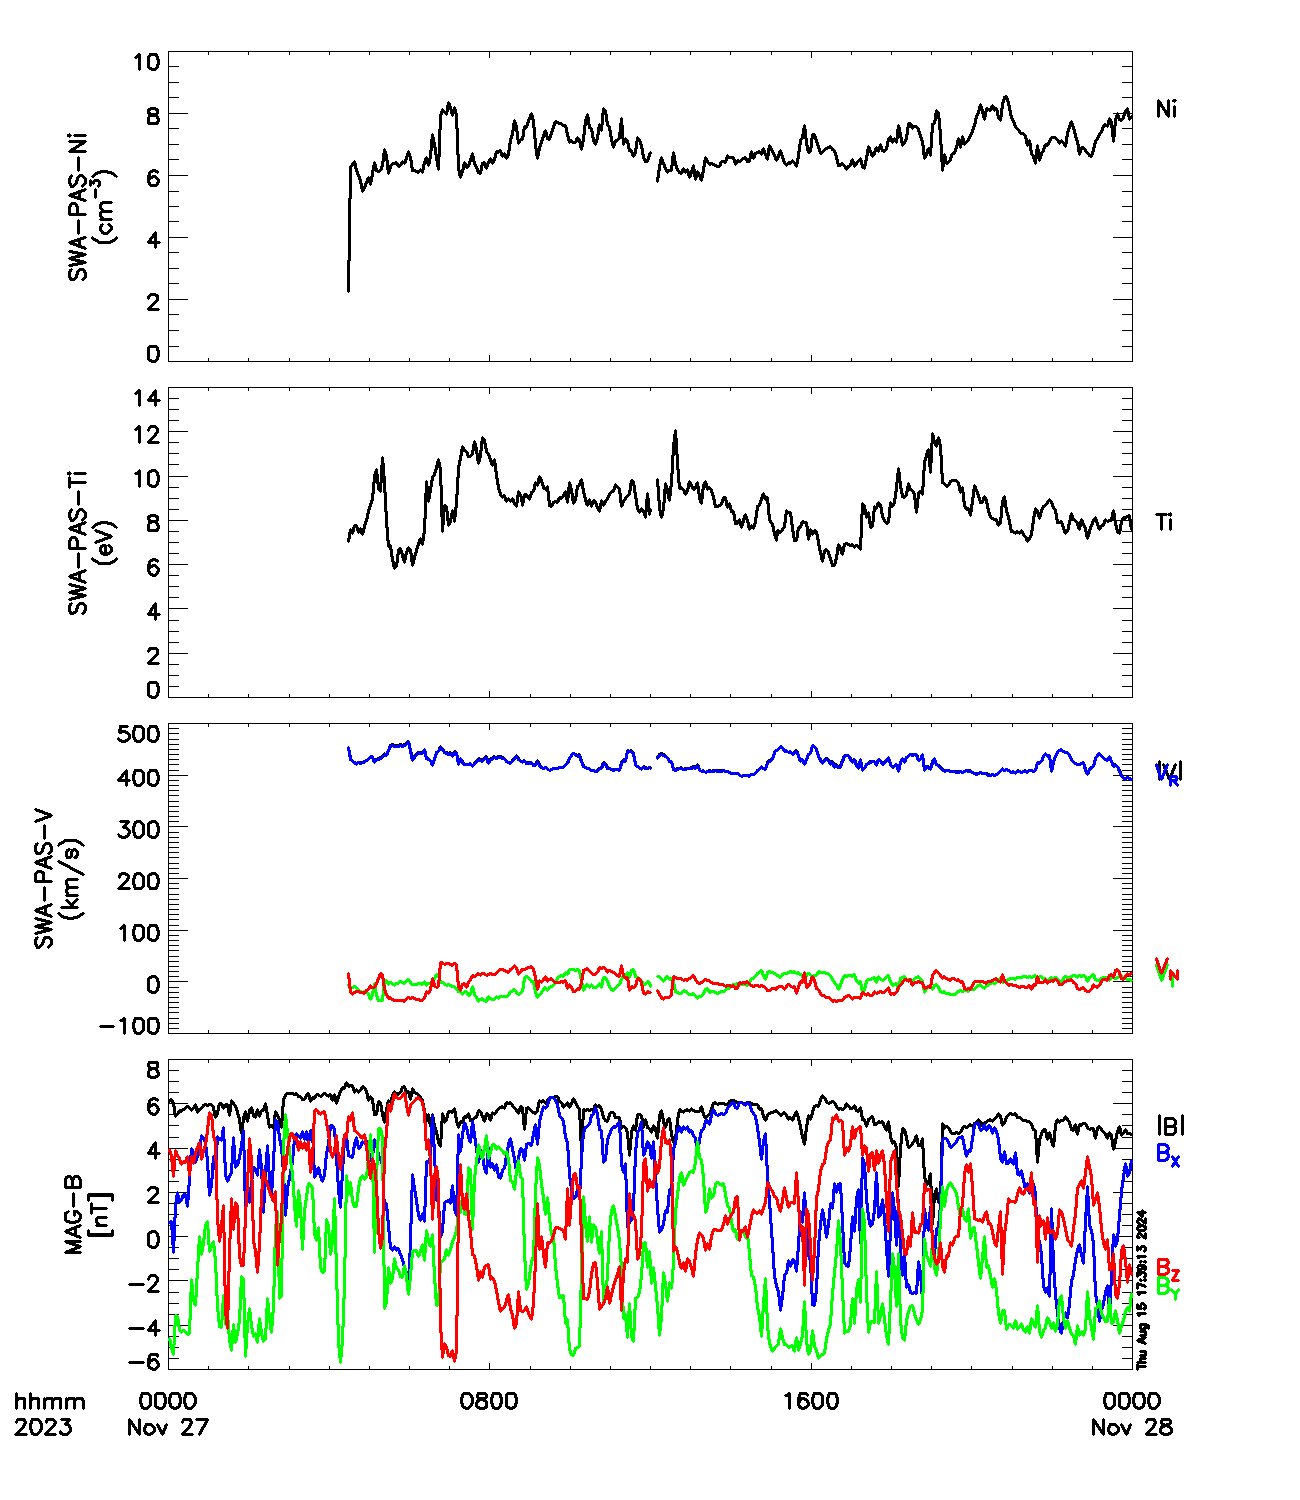 SWA-PAS-Ni
(cm⁻³)
10
8
6
4
2
0
Ni
SWA-PAS-Ti
(eV)
14
12
10
8
6
4
2
0
Ti
SWA-PAS-V
(km/s)
500
400
300
200
100
0
-100
|V|
V_R
V_N
V_T
MAG-B
[nT]
8
6
4
2
0
-2
-4
-6
|B|
B_X
B_Z
B_Y
Thu Aug 15 17:39:13 2024
hhmm 0000 0800 1600 0000
2023 Nov 27 Nov 28